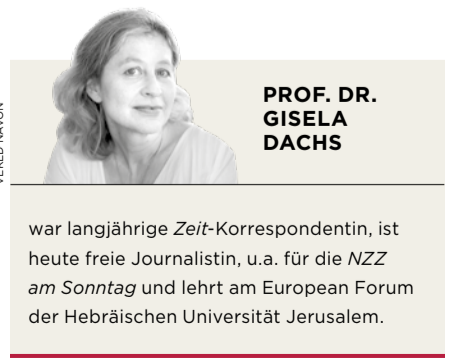 PROF. DR.
GISELA
DACHS
war langjährige Zeit-Korrespondentin, ist
heute freie Journalistin, u.a. für die NZZ
am Sonntag und lehrt am European Forum
der Hebräischen Universität Jerusalem.